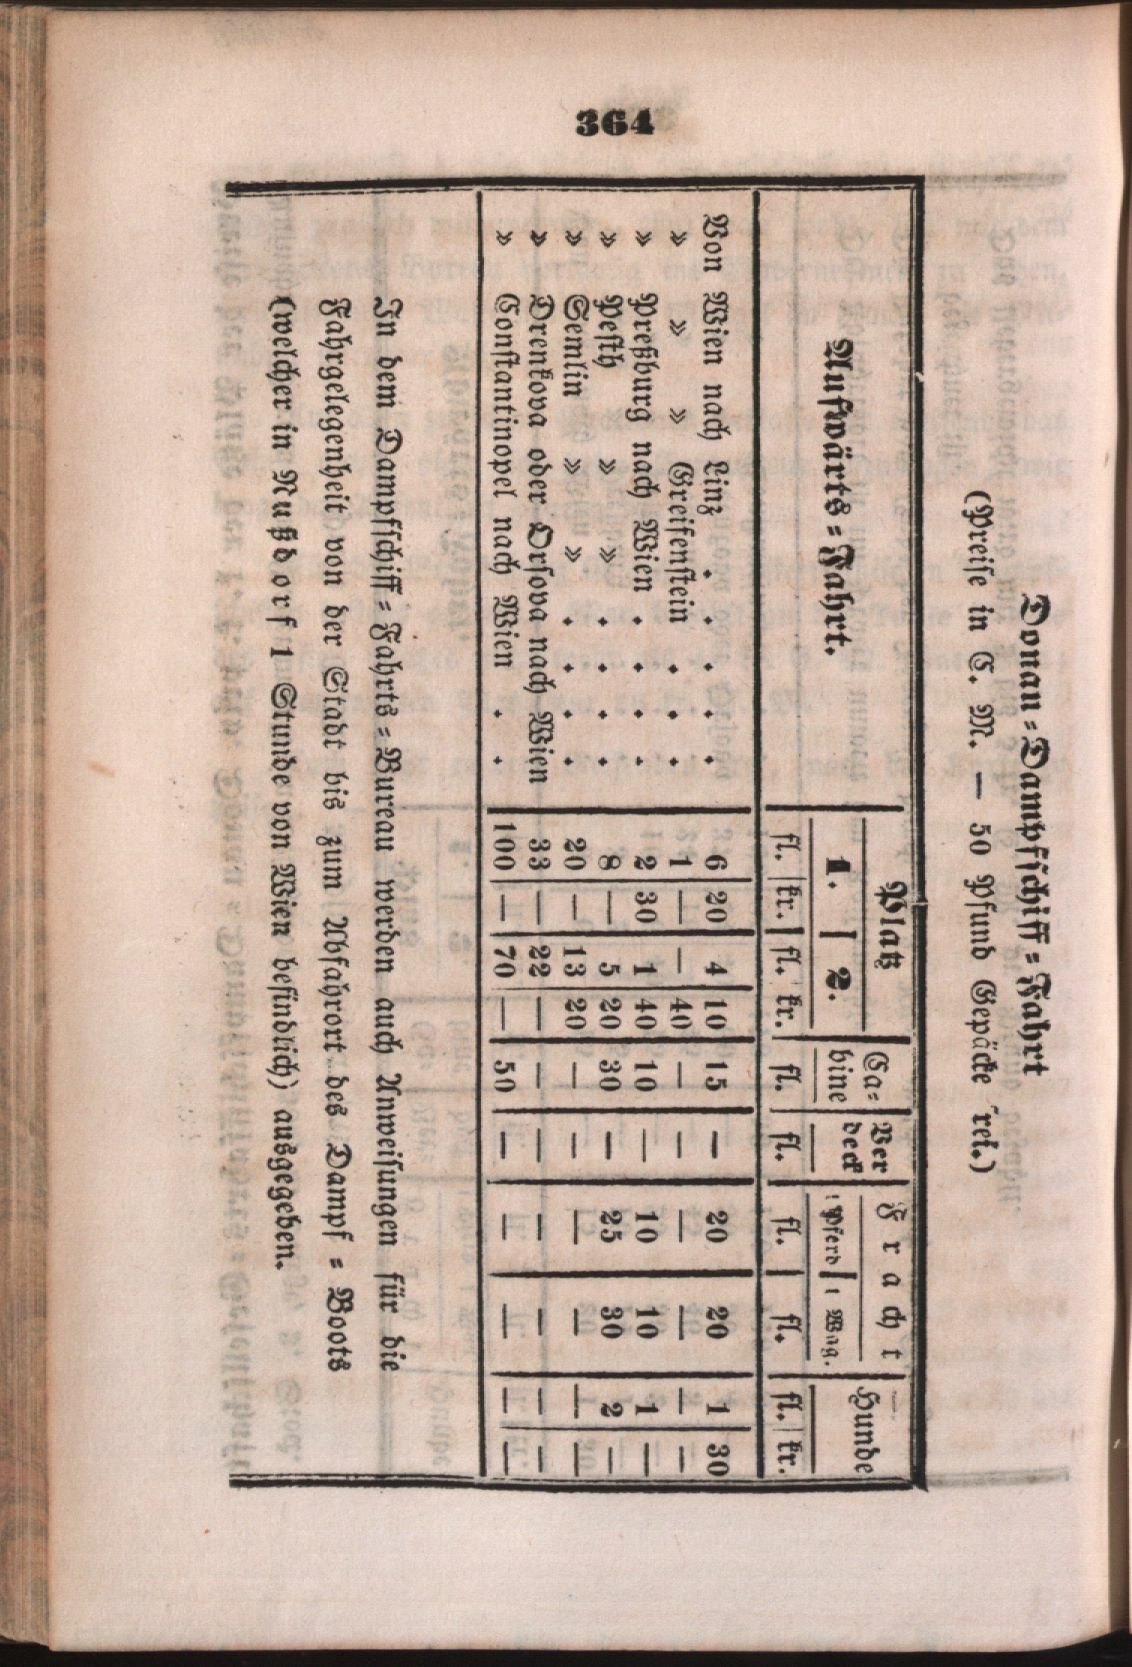 364
Donau-Dampfschiff-Fahrt
(Preise in C. M. — 50 Pfund Gepäcke rel.)
Aufwärts-Fahrt. Platz Ca- Ver Fracht Hunde
1. | 2. bine deck 1 Pferd | 1 Wag.
fl. | kr. | fl. kr. fl. fl. fl. | fl. fl. | kr.
Von Wien nach Linz . . . . . 6 20 4 10 15 — 20 20 1 30
» » » Greifenstein . . . 1 — — 40 — — — — — —
» Preßburg nach Wien . . . . 2 30 1 40 10 — 10 10 1 —
» Pesth » » . . . . 8 — 5 20 30 — 25 30 2 —
» Semlin » » . . . . 20 — 13 20 — — — — — —
» Drenkova oder Orsova nach Wien 33 — 22 — — — — — — —
» Constantinopel nach Wien . . 100 — 70 — 50 — — — — —
In dem Dampfschiff-Fahrts-Bureau werden auch Anweisungen für die
Fahrgelegenheit von der Stadt bis zum Abfahrort des Dampf-Boots
(welcher in Nußdorf 1 Stunde von Wien befindlich) ausgegeben.